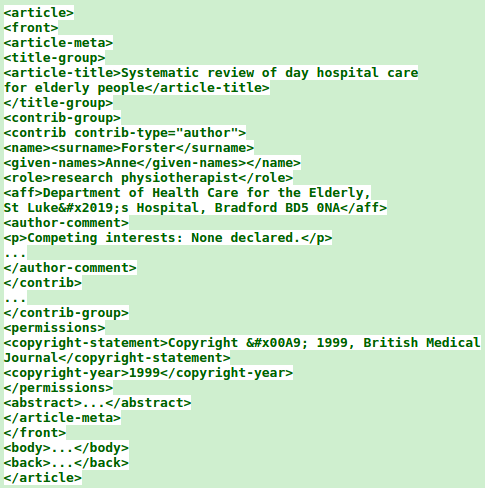 <article>
<front>
<article-meta>
<title-group>
<article-title>Systematic review of day hospital care
for elderly people</article-title>
</title-group>
<contrib-group>
<contrib contrib-type="author">
<name><surname>Forster</surname>
<given-names>Anne</given-names></name>
<role>research physiotherapist</role>
<aff>Department of Health Care for the Elderly,
St Luke&#x2019;s Hospital, Bradford BD5 0NA</aff>
<author-comment>
<p>Competing interests: None declared.</p>
...
</author-comment>
</contrib>
...
</contrib-group>
<permissions>
<copyright-statement>Copyright &#x00A9; 1999, British Medical
Journal</copyright-statement>
<copyright-year>1999</copyright-year>
</permissions>
<abstract>...</abstract>
</article-meta>
</front>
<body>...</body>
<back>...</back>
</article>